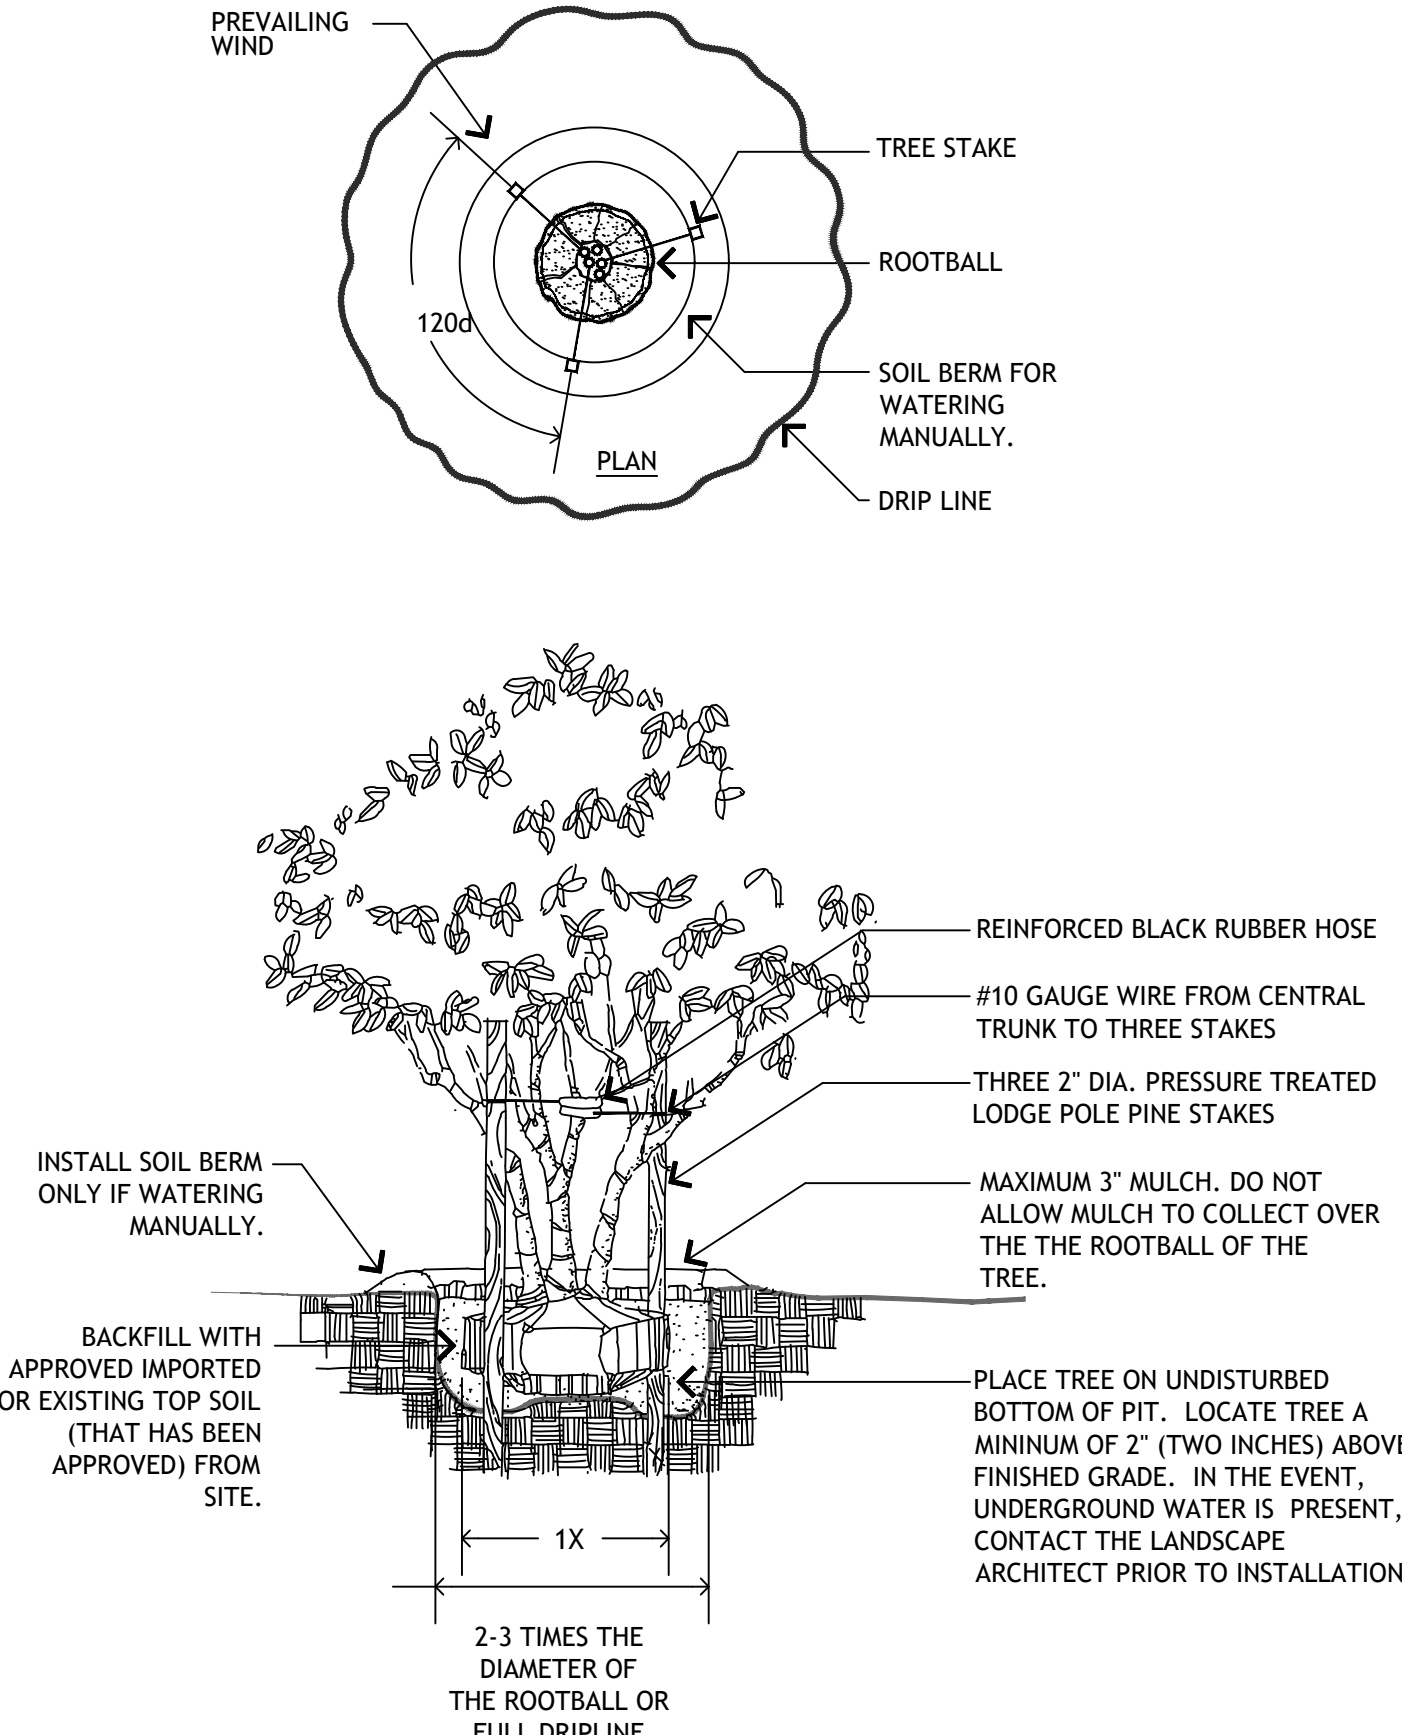 PREVAILING
WIND
TREE STAKE
ROOTBALL
120d
SOIL BERM FOR
WATERING
MANUALLY.
PLAN
DRIP LINE
REINFORCED BLACK RUBBER HOSE
#10 GAUGE WIRE FROM CENTRAL
TRUNK TO THREE STAKES
THREE 2" DIA. PRESSURE TREATED
LODGE POLE PINE STAKES
INSTALL SOIL BERM
ONLY IF WATERING
MANUALLY.
MAXIMUM 3" MULCH. DO NOT
ALLOW MULCH TO COLLECT OVER
THE THE ROOTBALL OF THE
TREE.
BACKFILL WITH
APPROVED IMPORTED
OR EXISTING TOP SOIL
(THAT HAS BEEN
APPROVED) FROM
SITE.
PLACE TREE ON UNDISTURBED
BOTTOM OF PIT. LOCATE TREE A
MININUM OF 2" (TWO INCHES) ABOVE
FINISHED GRADE. IN THE EVENT,
UNDERGROUND WATER IS PRESENT,
CONTACT THE LANDSCAPE
ARCHITECT PRIOR TO INSTALLATION
1X
2-3 TIMES THE
DIAMETER OF
THE ROOTBALL OR
FULL DRIPLINE